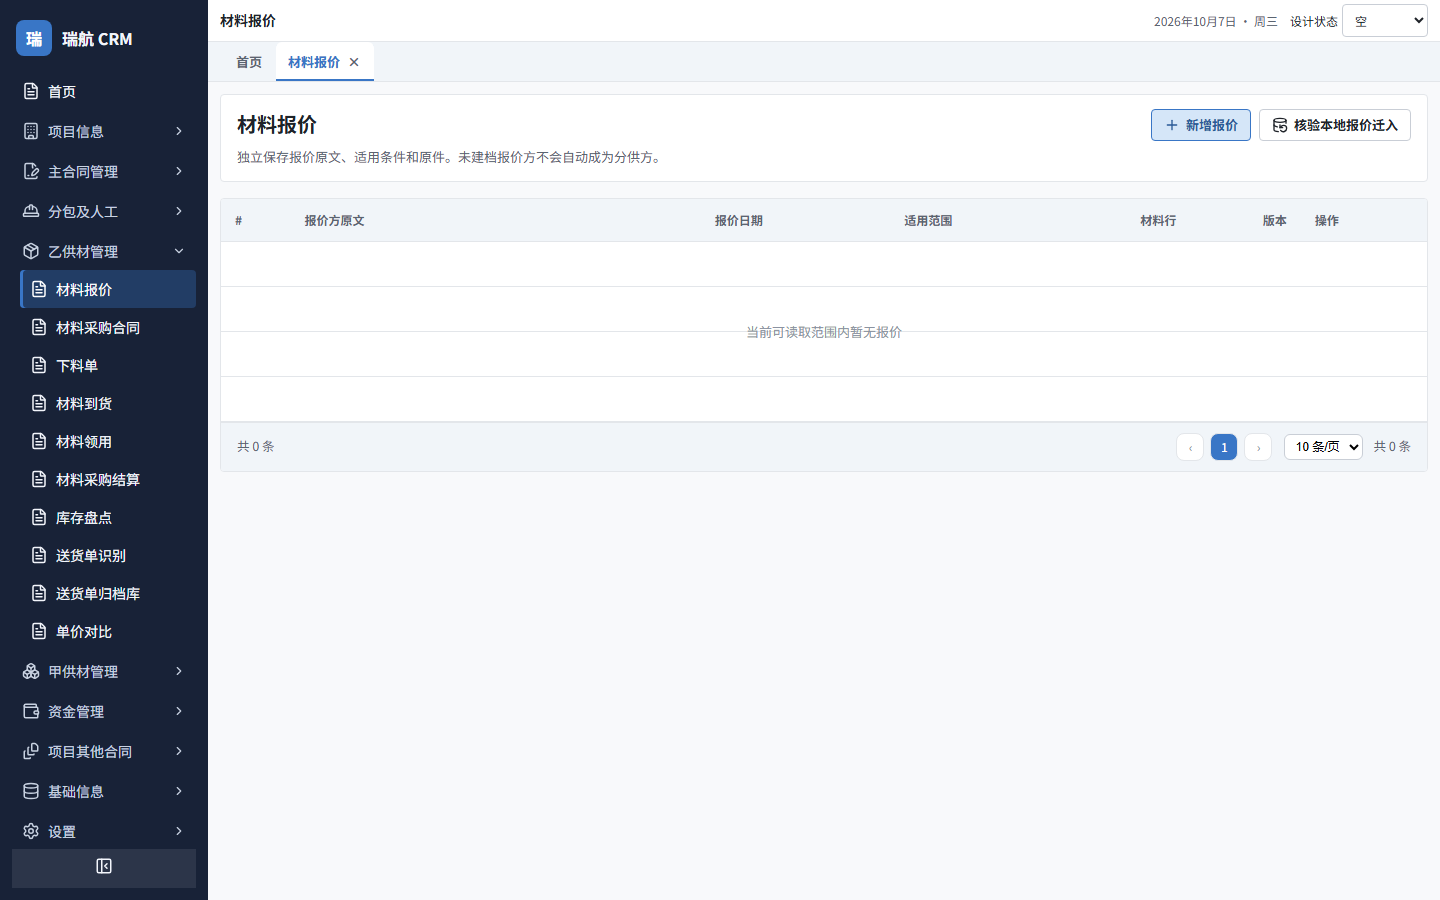 瑞 瑞航 CRM
首页
项目信息
主合同管理
分包及人工
乙供材管理
材料报价
材料采购合同
下料单
材料到货
材料领用
材料采购结算
库存盘点
送货单识别
送货单归档库
单价对比
甲供材管理
资金管理
项目其他合同
基础信息
设置
材料报价 2026年10月7日 • 周三 设计状态 空
首页 材料报价 ✕
材料报价
独立保存报价原文、适用条件和原件。未建档报价方不会自动成为分供方。
新增报价 核验本地报价迁入
# 报价方原文 报价日期 适用范围 材料行 版本 操作
当前可读取范围内暂无报价
共 0 条 ‹ 1 › 10 条/页 共 0 条